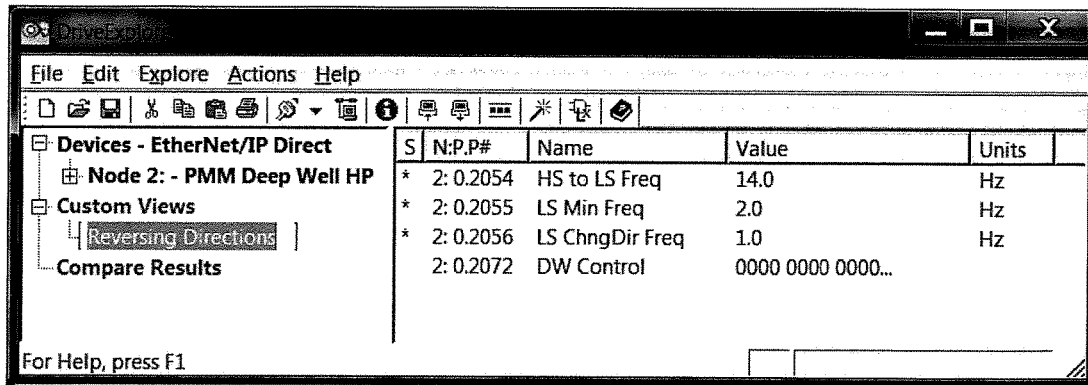 DriveExplorer
File Edit Explore Actions Help
Devices - EtherNet/IP Direct
Node 2: - PMM Deep Well HP
Custom Views
Reversing Directions
Compare Results
S N:P.P# Name Value Units
* 2: 0.2054 HS to LS Freq 14.0 Hz
* 2: 0.2055 LS Min Freq 2.0 Hz
* 2: 0.2056 LS ChngDir Freq 1.0 Hz
2: 0.2072 DW Control 0000 0000 0000...
For Help, press F1